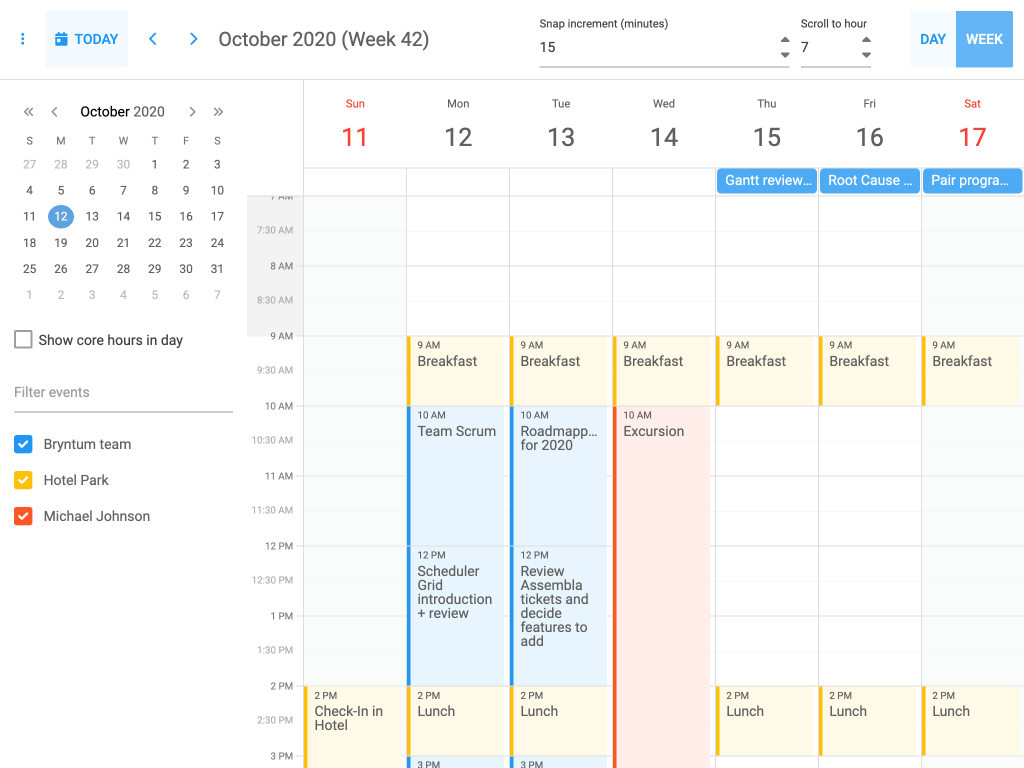 TODAY
October 2020 (Week 42)
Snap increment (minutes)
15
Scroll to hour
7
DAY
WEEK
October 2020
S M T W T F S
27 28 29 30 1 2 3
4 5 6 7 8 9 10
11 12 13 14 15 16 17
18 19 20 21 22 23 24
25 26 27 28 29 30 31
1 2 3 4 5 6 7
Show core hours in day
Filter events
Bryntum team
Hotel Park
Michael Johnson
Sun Mon Tue Wed Thu Fri Sat
11 12 13 14 15 16 17
Gantt review… Root Cause … Pair progra…
7 AM
7:30 AM
8 AM
8:30 AM
9 AM
9:30 AM
10 AM
10:30 AM
11 AM
11:30 AM
12 PM
12:30 PM
1 PM
1:30 PM
2 PM
2:30 PM
3 PM
2 PM
Check-In in
Hotel
9 AM
Breakfast
10 AM
Team Scrum
12 PM
Scheduler
Grid
introduction
+ review
2 PM
Lunch
3 PM
9 AM
Breakfast
10 AM
Roadmapp…
for 2020
12 PM
Review
Assembla
tickets and
decide
features to
add
2 PM
Lunch
3 PM
9 AM
Breakfast
10 AM
Excursion
9 AM
Breakfast
2 PM
Lunch
9 AM
Breakfast
2 PM
Lunch
9 AM
Breakfast
2 PM
Lunch